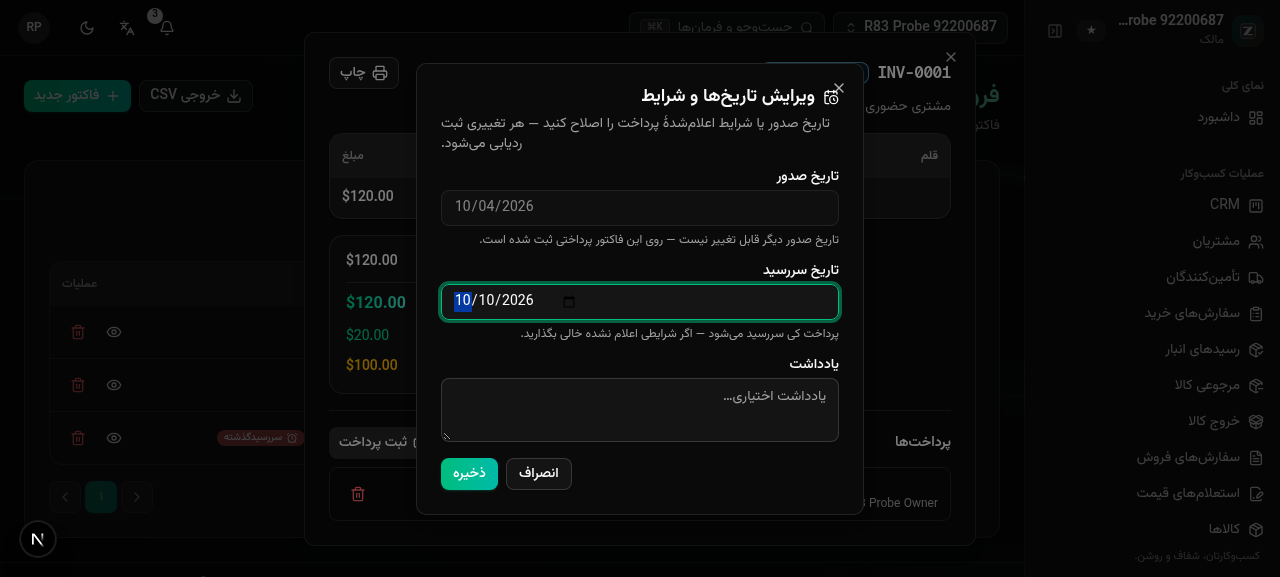 RP
3
جست‌وجو و فرمان‌ها
⌘K
R83 Probe 92200687
...robe 92200687
مالک
نمای کلی
داشبورد
عملیات کسب‌وکار
CRM
مشتریان
تأمین‌کنندگان
سفارش‌های خرید
رسیدهای انبار
مرجوعی کالا
خروج کالا
سفارش‌های فروش
استعلام‌های قیمت
کالاها
کسب‌وکارتان، شفاف و روشن.
خروجی CSV
فاکتور جدید
عملیات
سررسیدگذشته
۱
INV-0001
چاپ
مشتری حضوری
قلم
مبلغ
$120.00
$120.00
$120.00
$20.00
$100.00
پرداخت‌ها
ثبت پرداخت
Probe Owner
ویرایش تاریخ‌ها و شرایط
تاریخ صدور یا شرایط اعلام‌شدهٔ پرداخت را اصلاح کنید — هر تغییری ثبت
ردیابی می‌شود.
تاریخ صدور
10/04/2026
تاریخ صدور دیگر قابل تغییر نیست — روی این فاکتور پرداختی ثبت شده است.
تاریخ سررسید
10/10/2026
پرداخت کی سررسید می‌شود — اگر شرایطی اعلام نشده خالی بگذارید.
یادداشت
یادداشت اختیاری...
انصراف
ذخیره
N